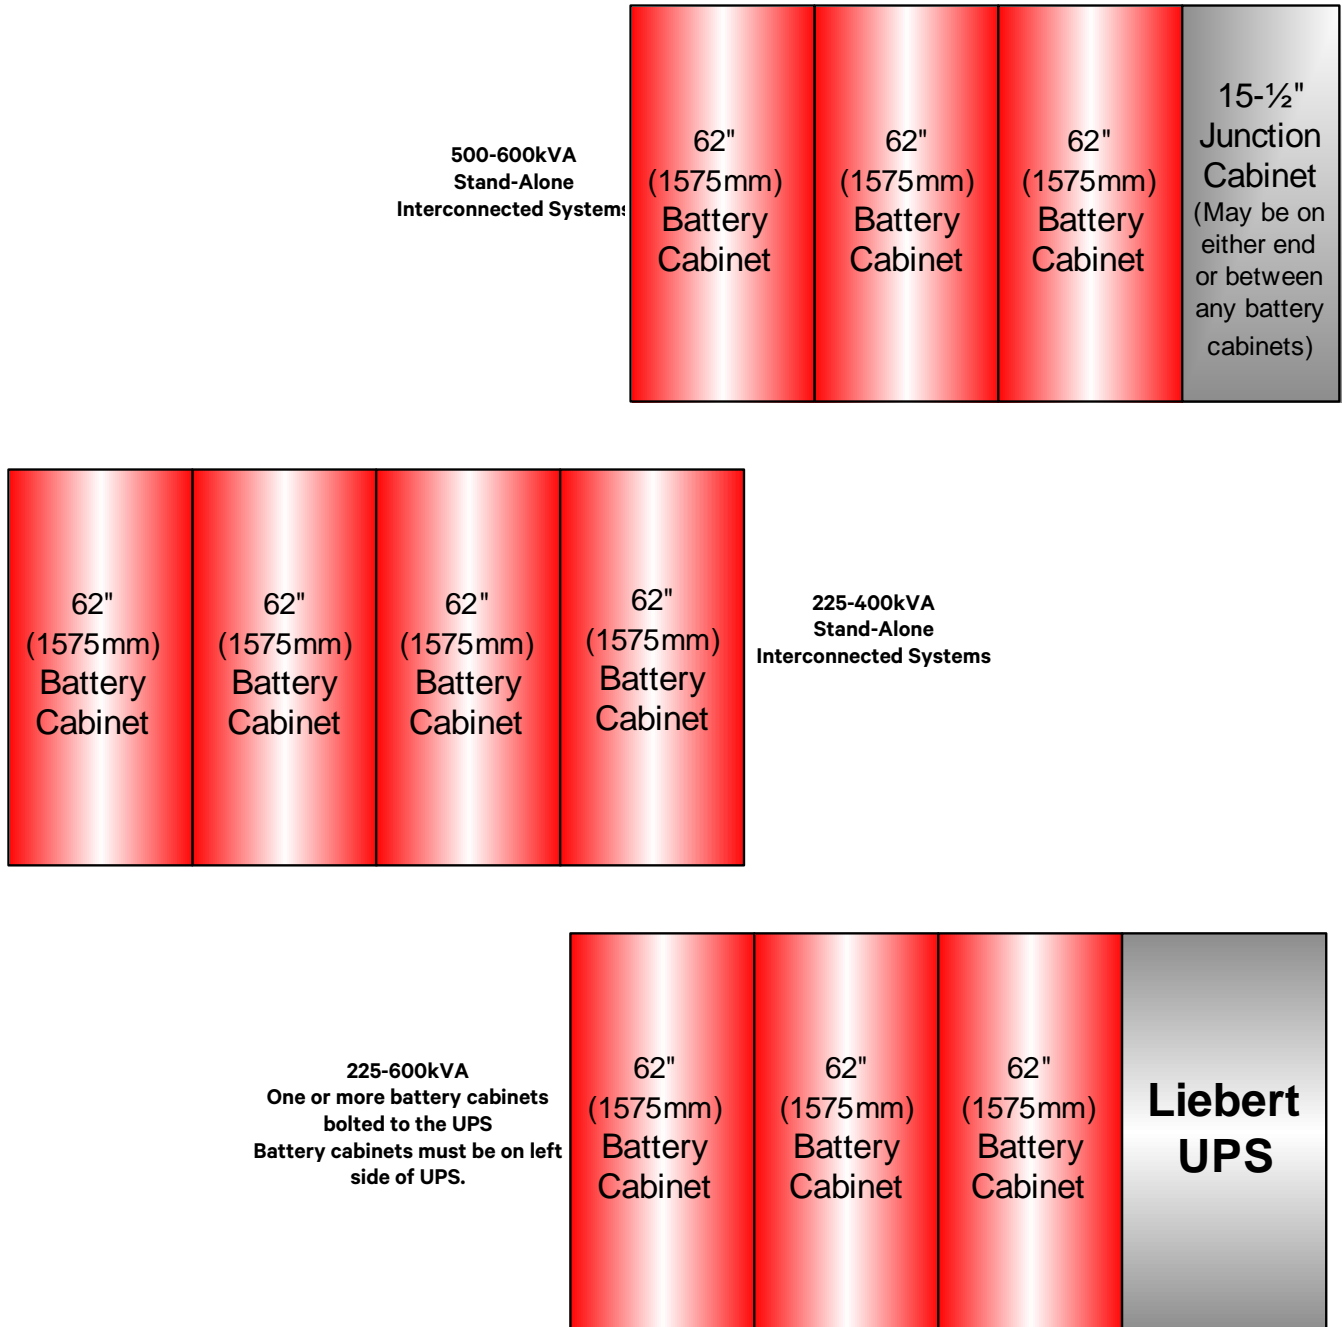 500-600kVA
Stand-Alone
Interconnected Systems
62"
(1575mm)
Battery
Cabinet
62"
(1575mm)
Battery
Cabinet
62"
(1575mm)
Battery
Cabinet
15-½"
Junction
Cabinet
(May be on
either end
or between
any battery
cabinets)
62"
(1575mm)
Battery
Cabinet
62"
(1575mm)
Battery
Cabinet
62"
(1575mm)
Battery
Cabinet
62"
(1575mm)
Battery
Cabinet
225-400kVA
Stand-Alone
Interconnected Systems
225-600kVA
One or more battery cabinets
bolted to the UPS
Battery cabinets must be on left
side of UPS.
62"
(1575mm)
Battery
Cabinet
62"
(1575mm)
Battery
Cabinet
62"
(1575mm)
Battery
Cabinet
Liebert
UPS